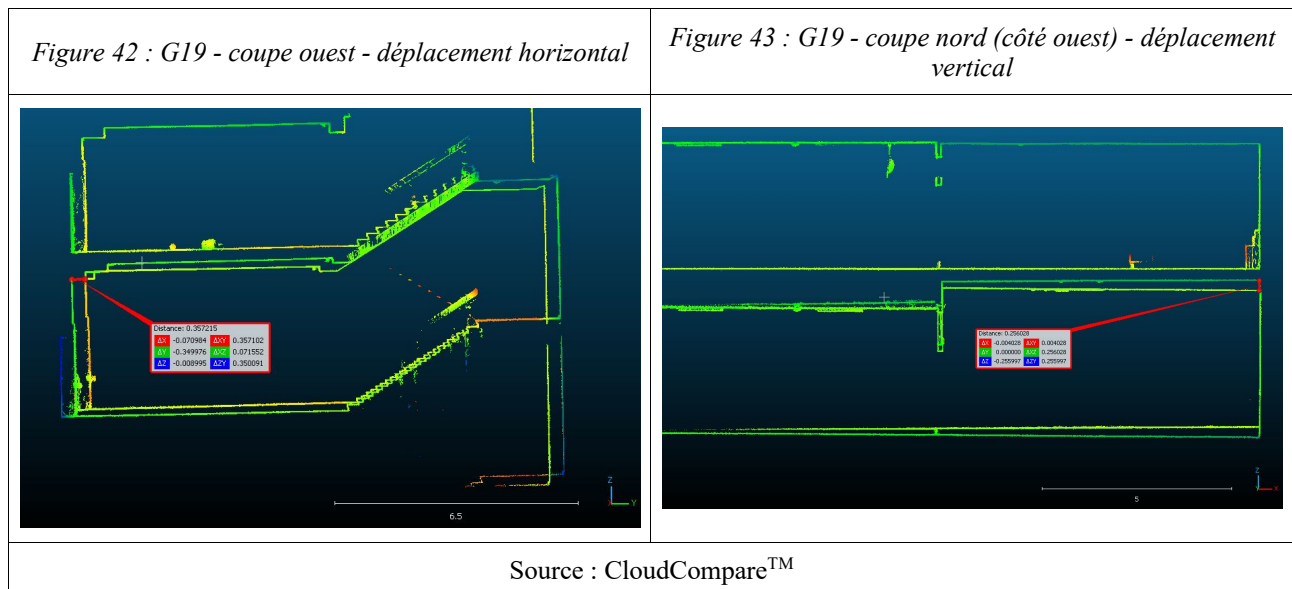 Figure 42 : G19 - coupe ouest - déplacement horizontal
Figure 43 : G19 - coupe nord (côté ouest) - déplacement
vertical
Distance: 0.357215
ΔX -0.070984 ΔXY 0.357102
ΔY -0.349976 ΔXZ 0.071552
ΔZ -0.008995 ΔZY 0.350091
Z
Y
6.5
Distance: 0.256028
ΔX -0.004028 ΔXY 0.004028
ΔY 0.000000 ΔXZ 0.256028
ΔZ -0.255997 ΔZY 0.255997
Z
Y X
5
Source : CloudCompareTM